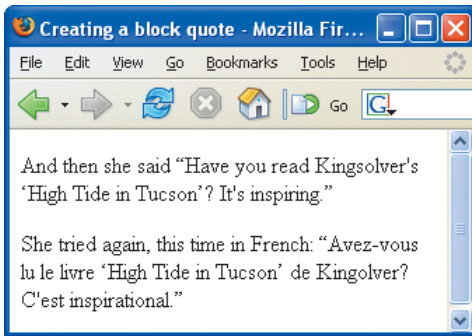 Creating a block quote - Mozilla Fir...
File Edit View Go Bookmarks Tools Help
Go G
And then she said “Have you read Kingsolver's
‘High Tide in Tucson’? It's inspiring.”
She tried again, this time in French: “Avez-vous
lu le livre ‘High Tide in Tucson’ de Kingolver?
C'est inspirational.”